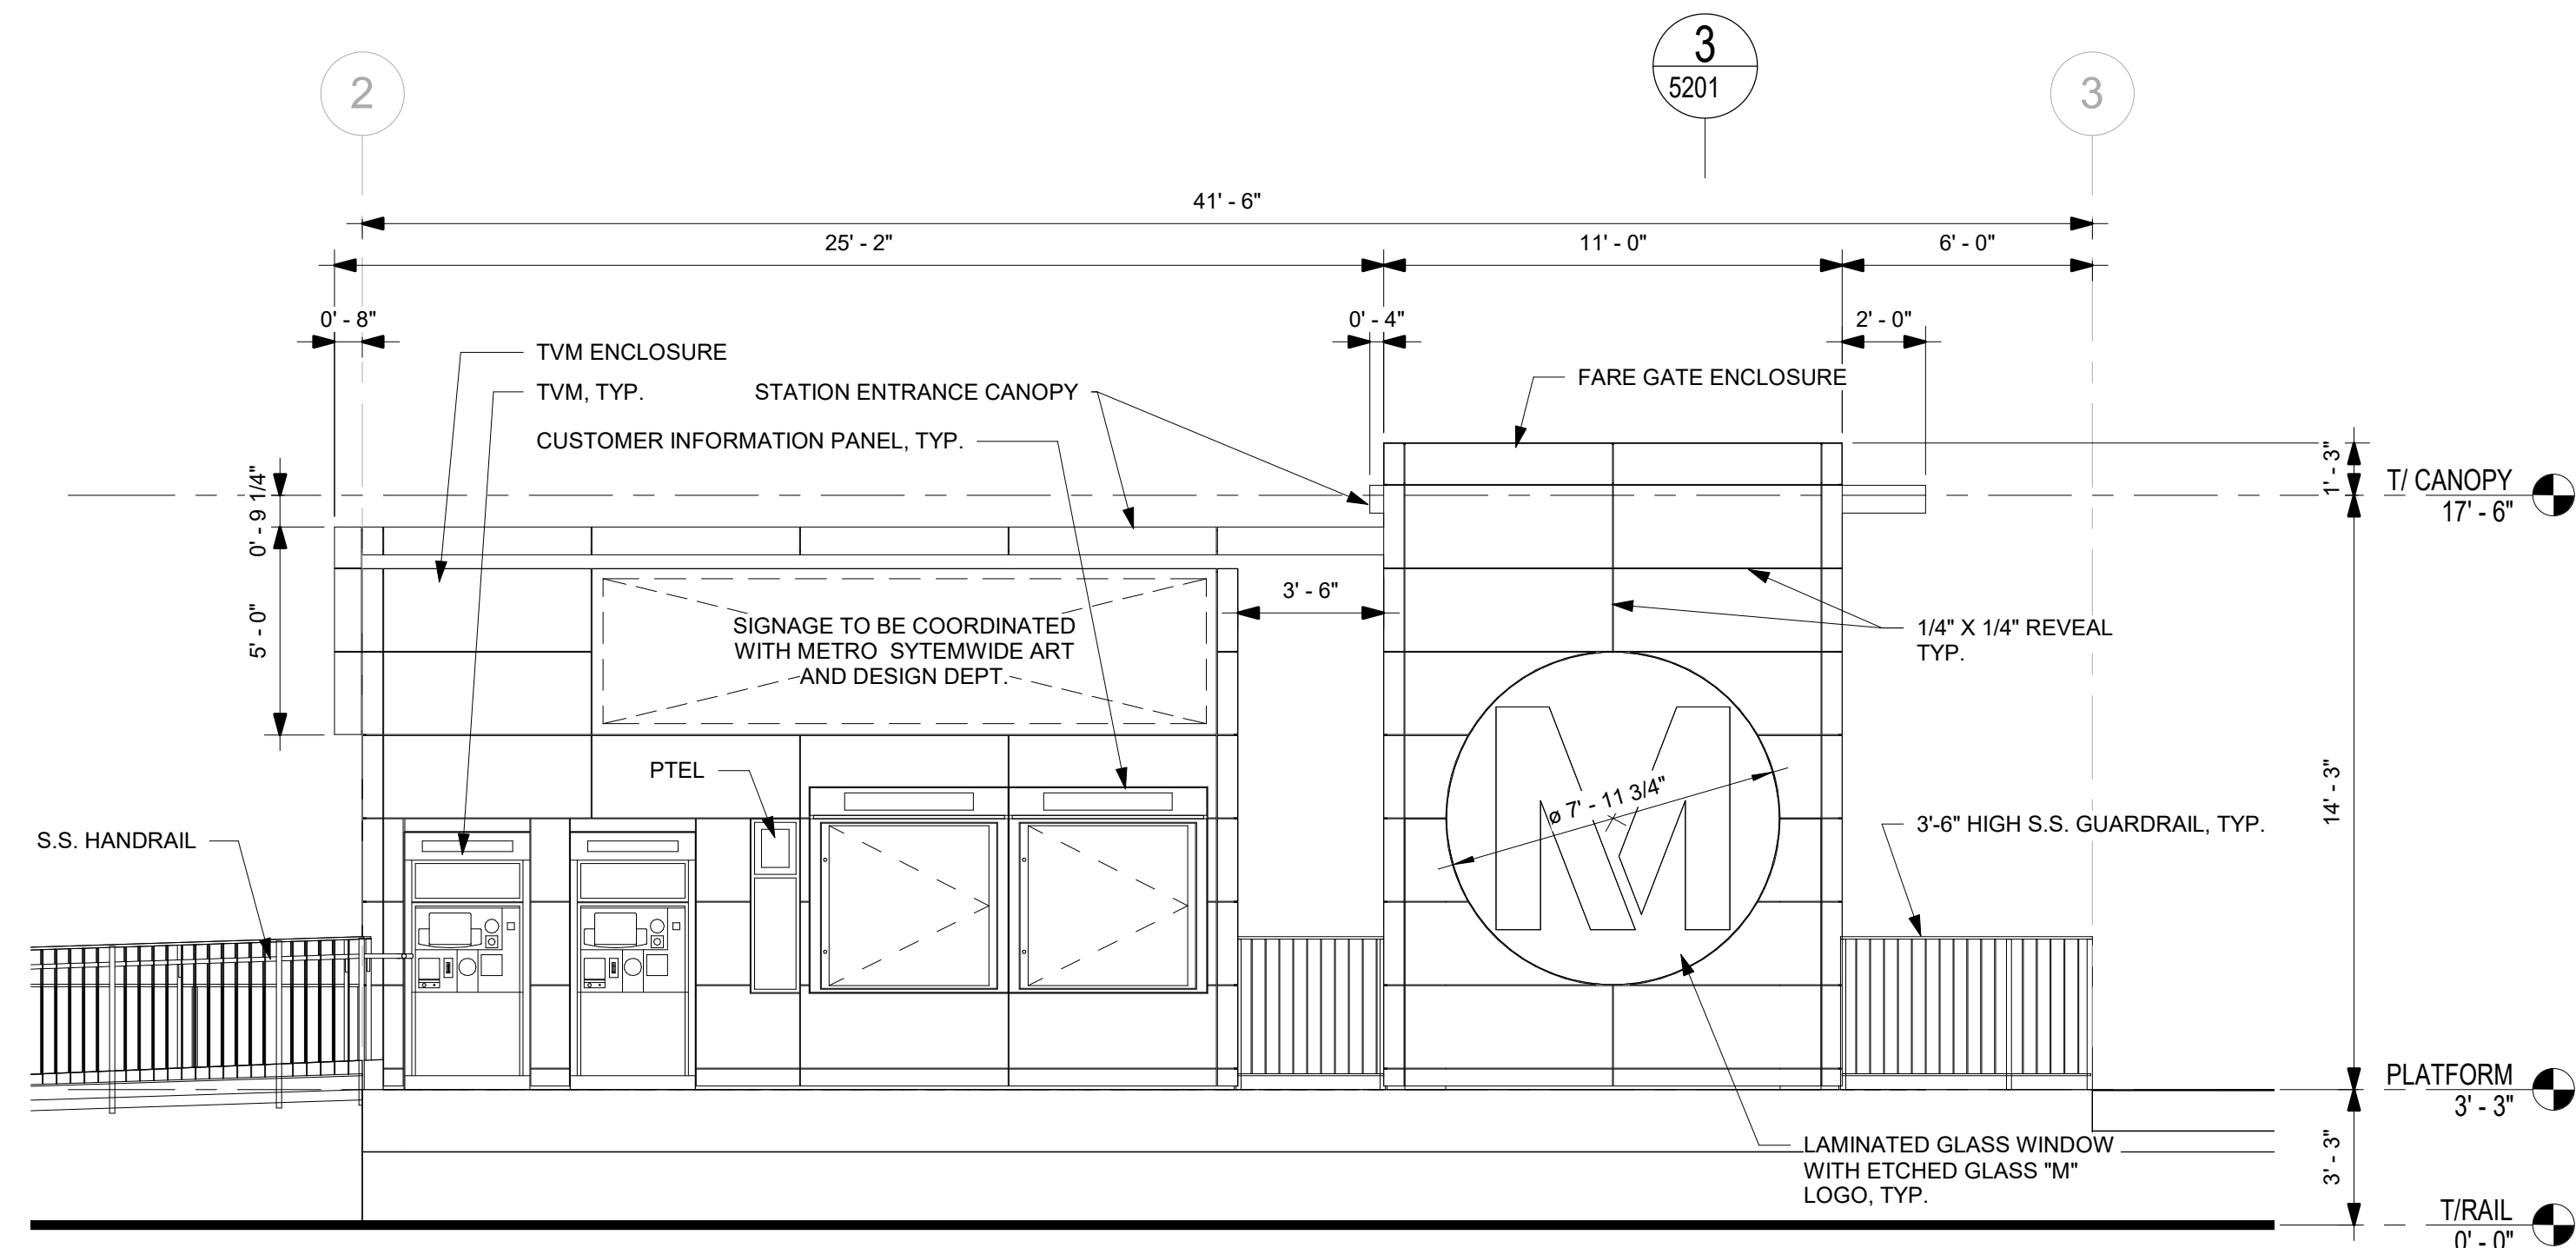 3
5201
2
3
41' - 6"
25' - 2"
11' - 0"
6' - 0"
0' - 8"
0' - 4"
2' - 0"
TVM ENCLOSURE
TVM, TYP.
STATION ENTRANCE CANOPY
FARE GATE ENCLOSURE
CUSTOMER INFORMATION PANEL, TYP.
0' - 9 1/4"
1' - 3"
T/ CANOPY
17' - 6"
5' - 0"
3' - 6"
SIGNAGE TO BE COORDINATED
WITH METRO SYTEMWIDE ART
AND DESIGN DEPT.
1/4" X 1/4" REVEAL
TYP.
PTEL
M
ø 7' - 11 3/4"
14' - 3"
S.S. HANDRAIL
3'-6" HIGH S.S. GUARDRAIL, TYP.
PLATFORM
3' - 3"
3' - 3"
LAMINATED GLASS WINDOW
WITH ETCHED GLASS "M"
LOGO, TYP.
T/RAIL
0' - 0"